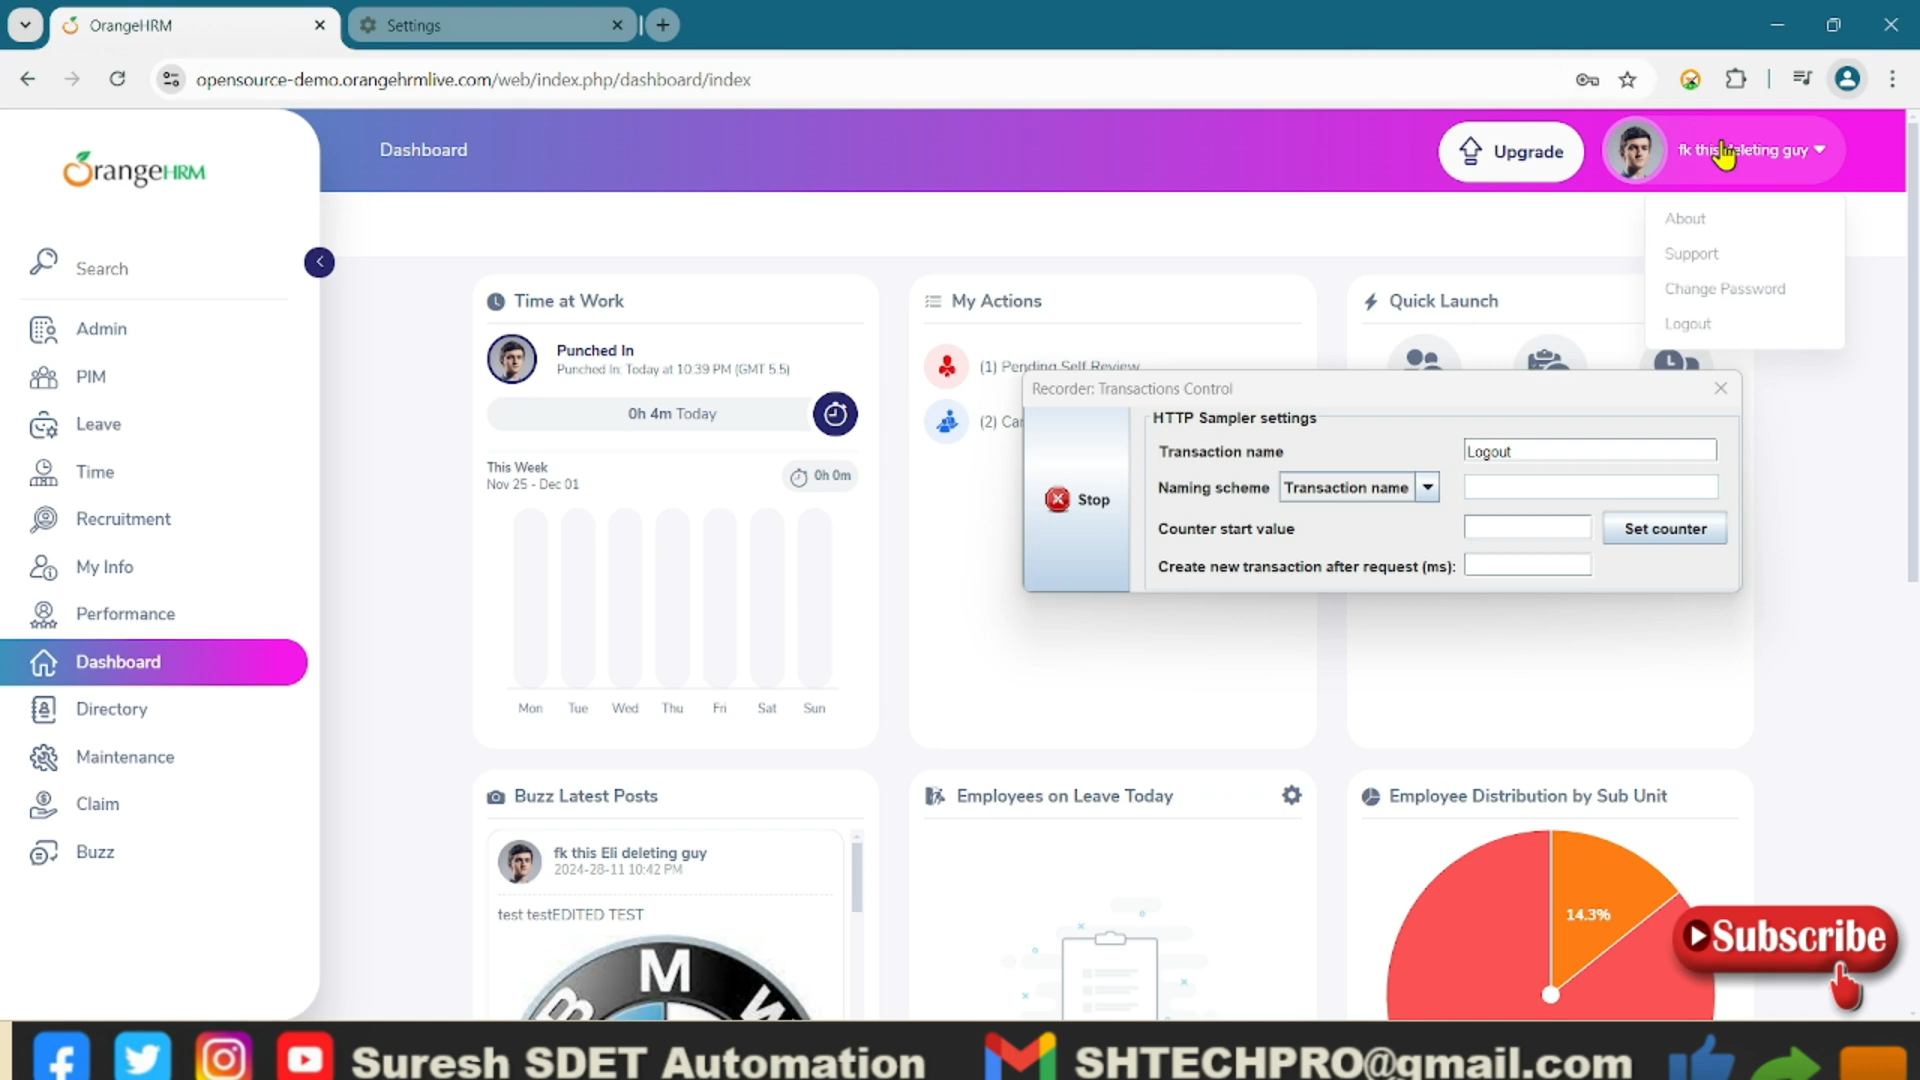 OrangeHRM
Settings
opensource-demo.orangehrmlive.com/web/index.php/dashboard/index
OrangeHRM
Dashboard
Upgrade
fk this deleting guy
About
Support
Change Password
Logout
Search
Admin
PIM
Leave
Time
Recruitment
My Info
Performance
Dashboard
Directory
Maintenance
Claim
Buzz
Time at Work
Punched In
Punched In: Today at 10:39 PM (GMT 5.5)
0h 4m Today
This Week
Nov 25 - Dec 01
0h 0m
Mon Tue Wed Thu Fri Sat Sun
My Actions
(1) Pending Self Review
(2)
Quick Launch
Recorder: Transactions Control
Stop
HTTP Sampler settings
Transaction name
Logout
Naming scheme
Transaction name
Counter start value
Set counter
Create new transaction after request (ms):
Buzz Latest Posts
fk this Eli deleting guy
2024-28-11 10:42 PM
test testEDITED TEST
B M W
Employees on Leave Today
Employee Distribution by Sub Unit
14.3%
Subscribe
Suresh SDET Automation
SHTECHPRO@gmail.com